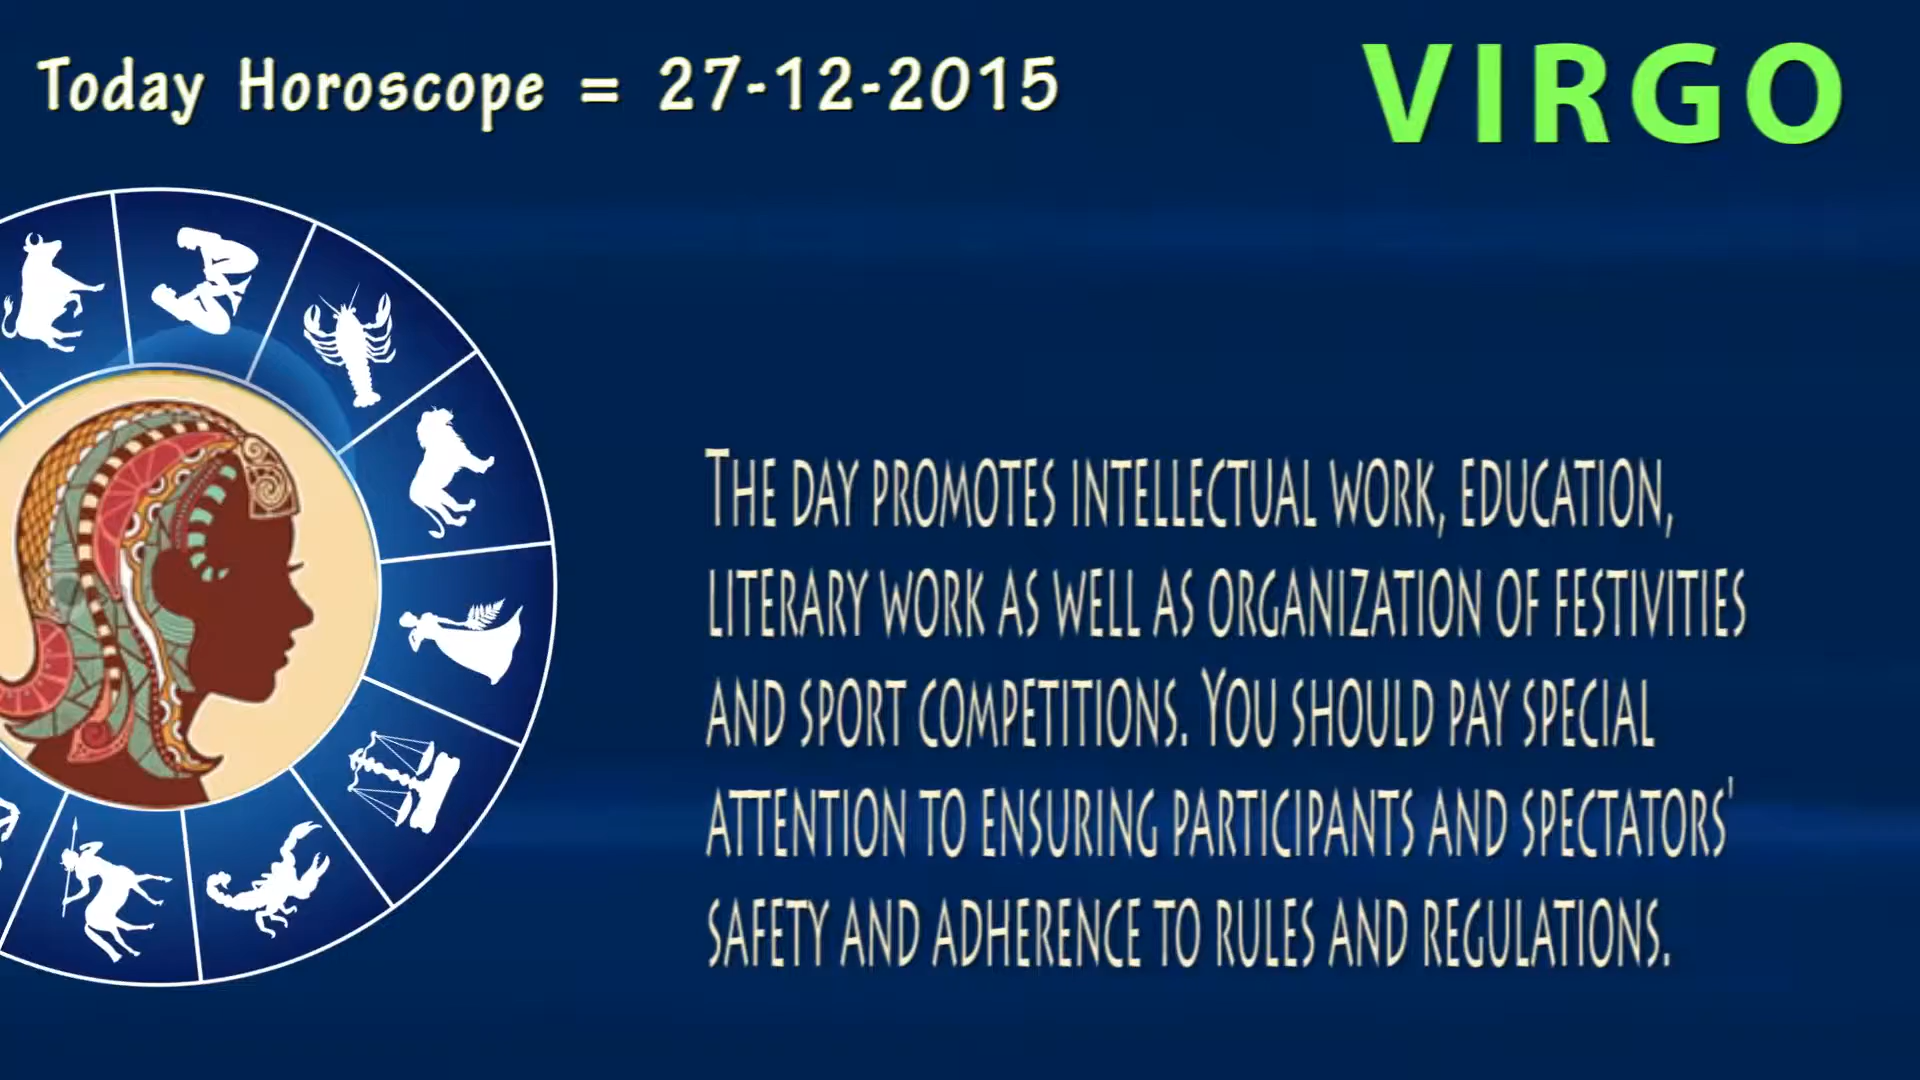 Today Horoscope = 27-12-2015
VIRGO
The day promotes intellectual work, education,
literary work as well as organization of festivities
and sport competitions. You should pay special
attention to ensuring participants and spectators'
safety and adherence to rules and regulations.